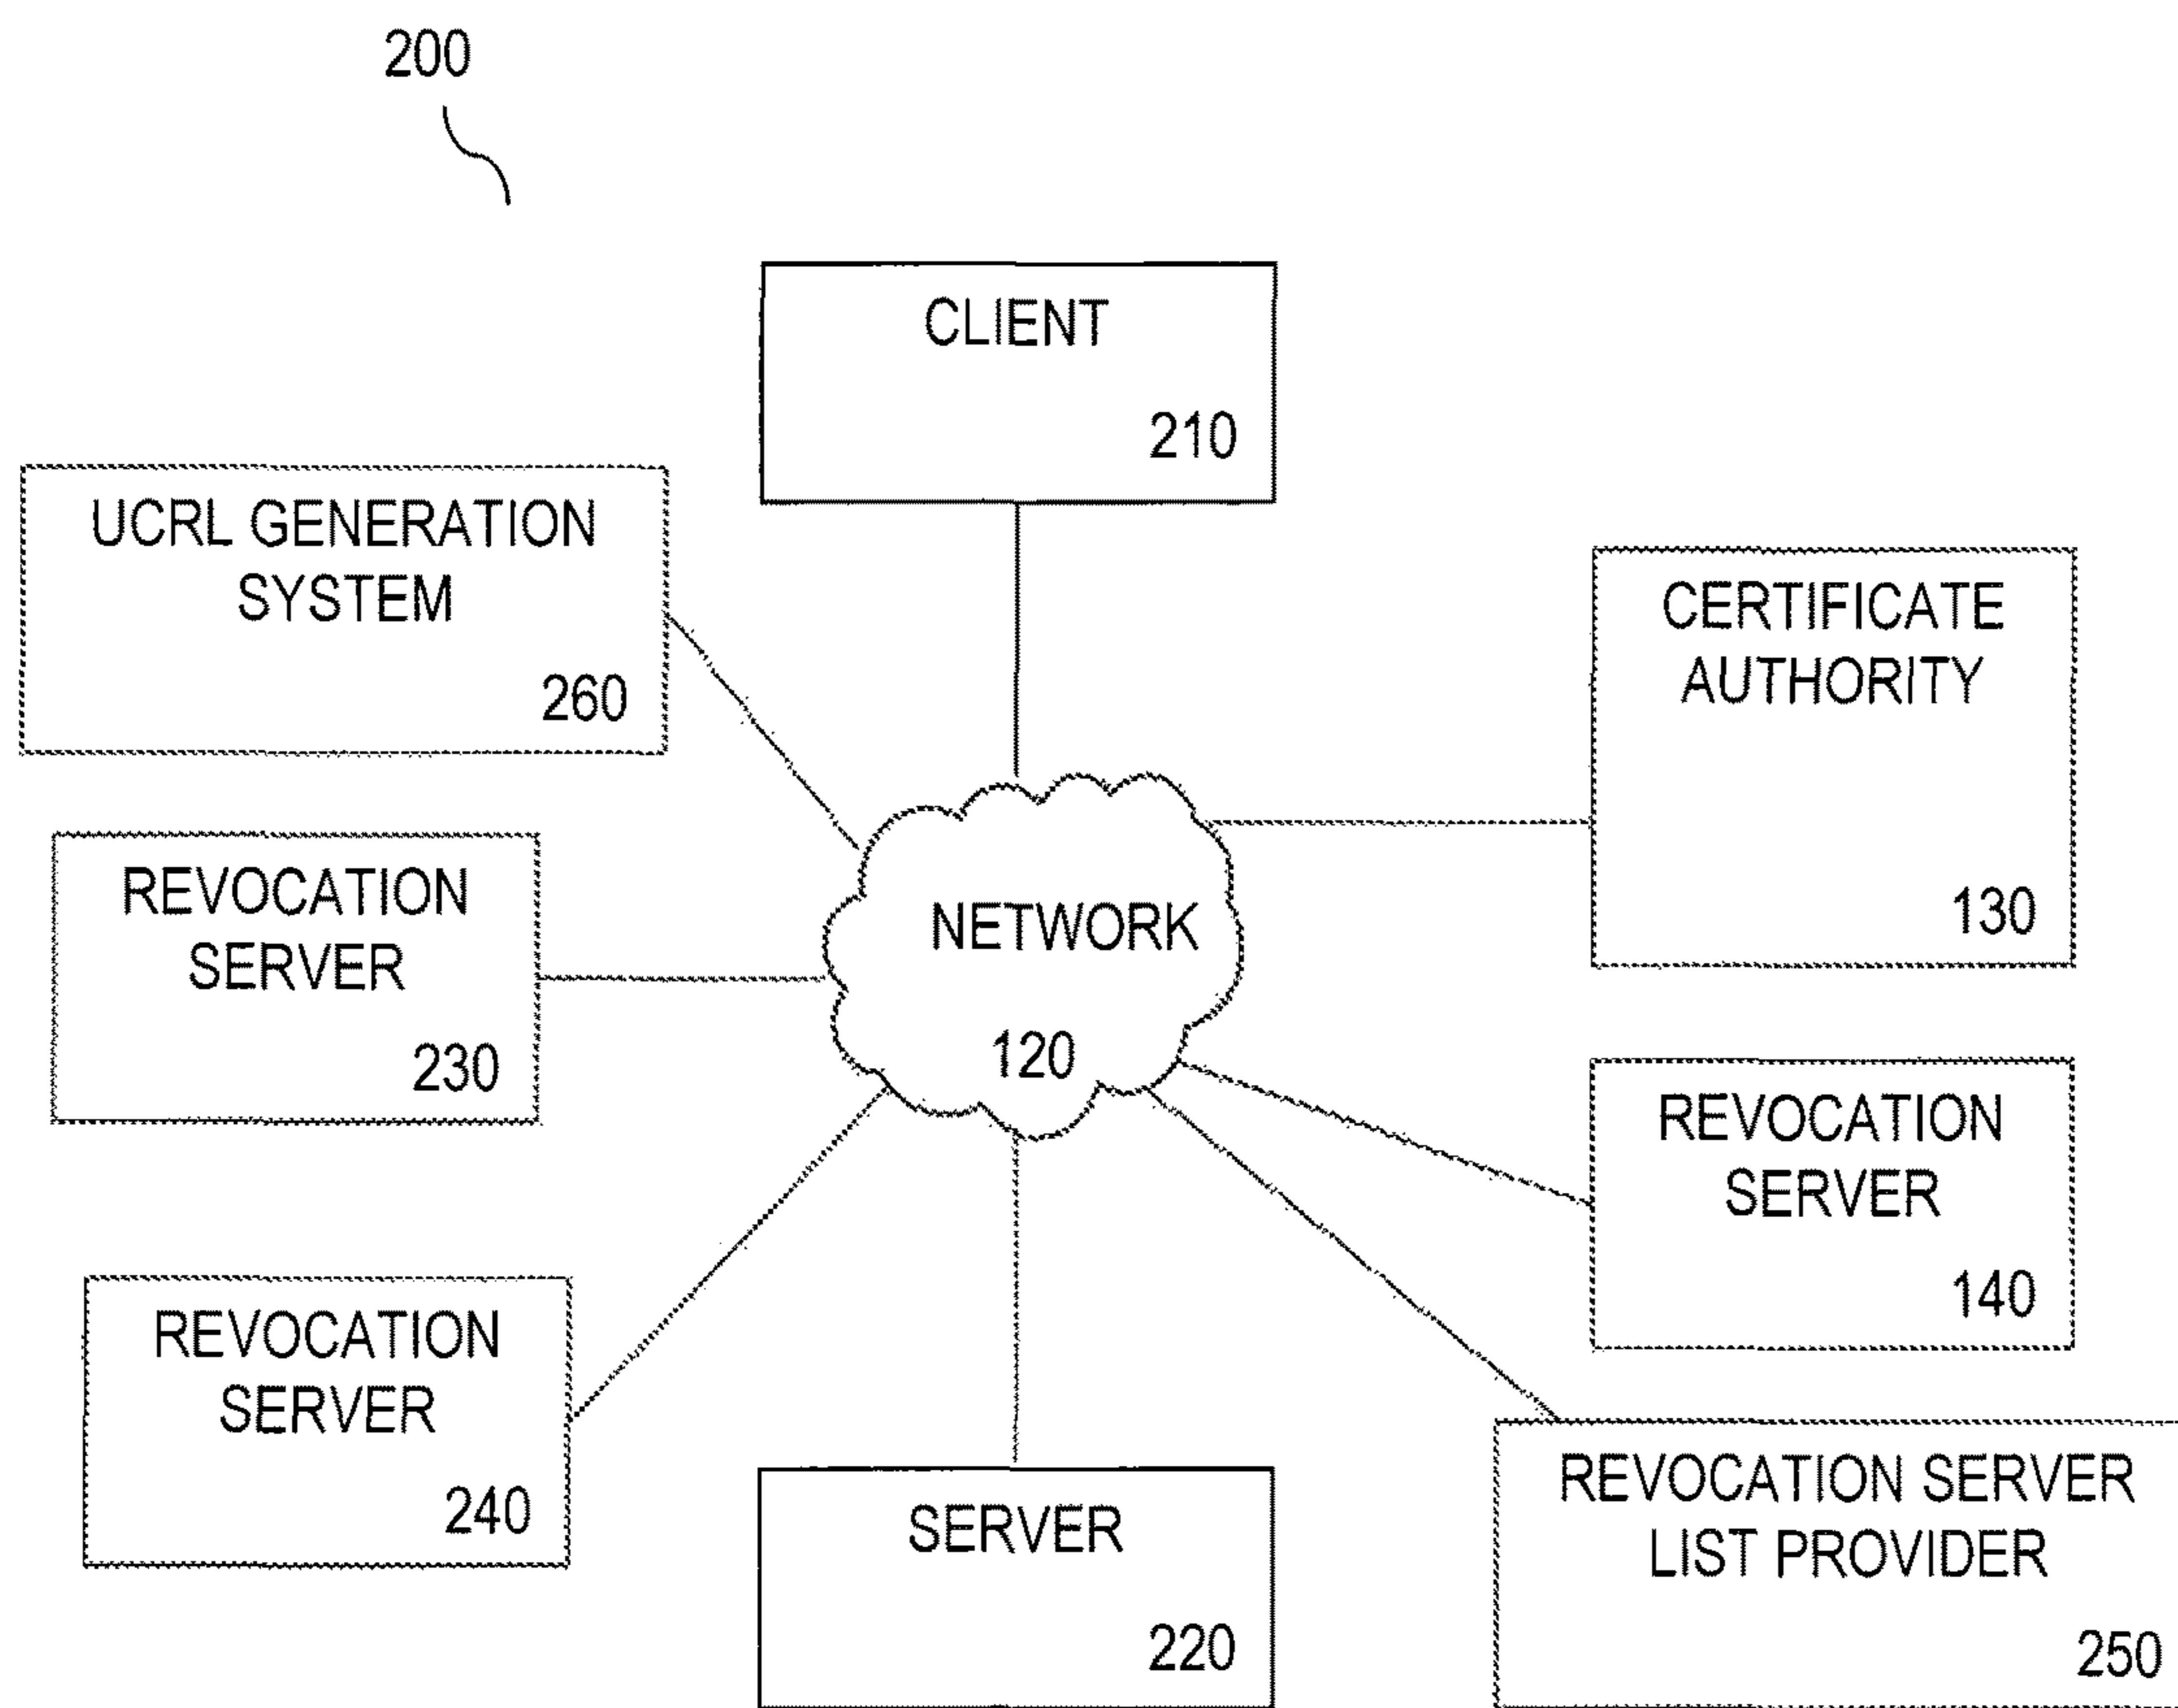 200
CLIENT
210
UCRL GENERATION
SYSTEM
260
CERTIFICATE
AUTHORITY
130
REVOCATION
SERVER
230
NETWORK
120
REVOCATION
SERVER
140
REVOCATION
SERVER
240
SERVER
220
REVOCATION SERVER
LIST PROVIDER
250